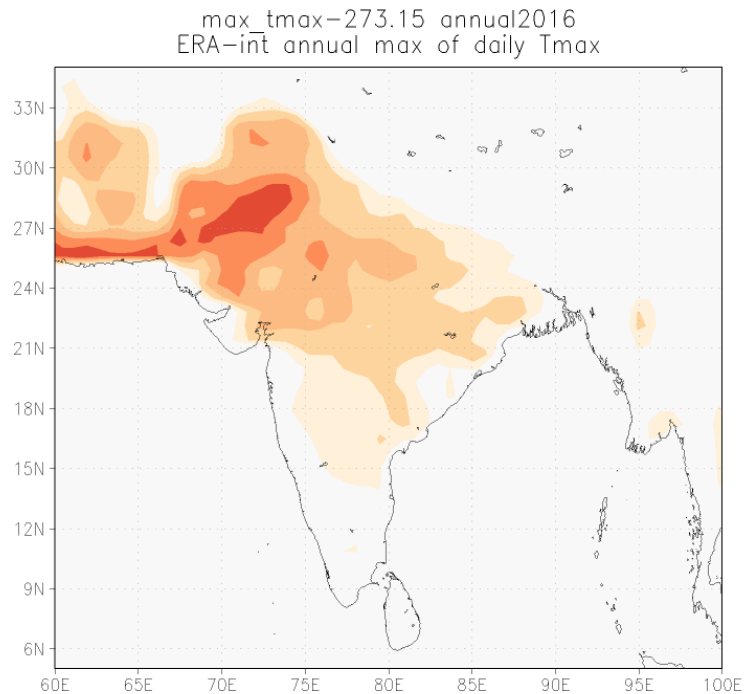 max_tmax-273.15 annual2016
ERA-int annual max of daily Tmax
33N
30N
27N
24N
21N
18N
15N
12N
9N
6N
60E 65E 70E 75E 80E 85E 90E 95E 100E